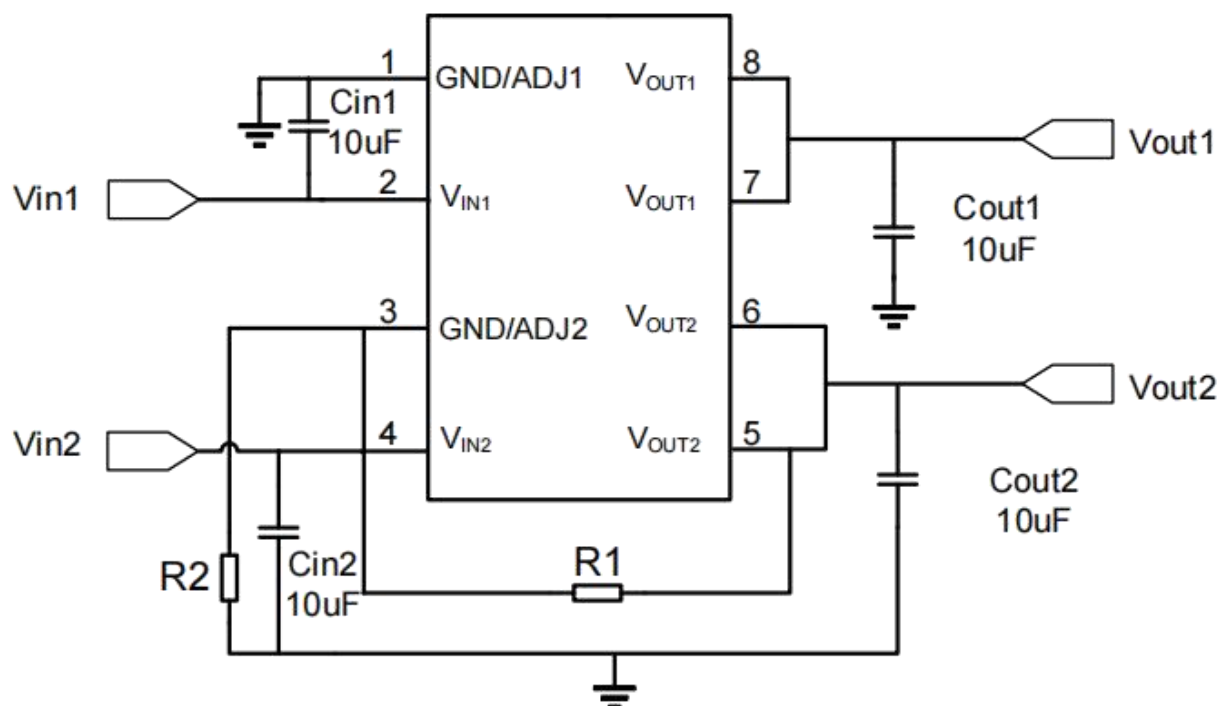 1
GND/ADJ1
VOUT1
8
Cin1
10uF
Vin1
2
VIN1
VOUT1
7
Vout1
Cout1
10uF
3
GND/ADJ2
VOUT2
6
Vin2
4
VIN2
VOUT2
5
Vout2
Cout2
10uF
R2
Cin2
10uF
R1